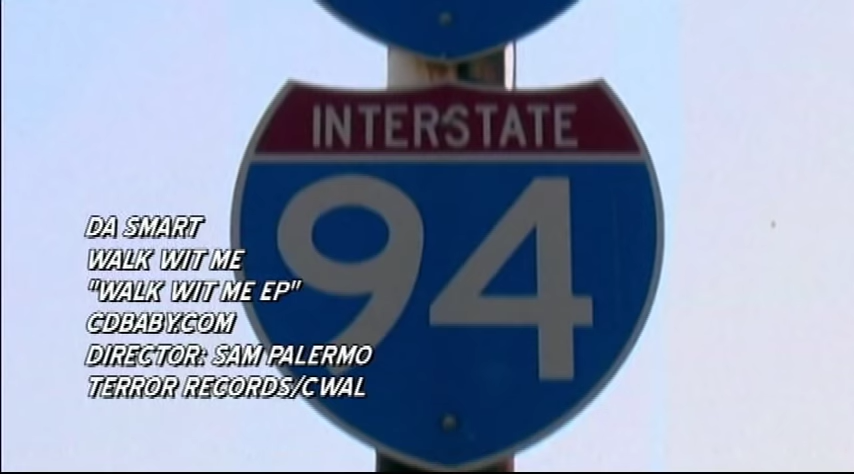 INTERSTATE
94
DA SMART
WALK WIT ME
"WALK WIT ME EP"
CDBABY.COM
DIRECTOR: SAM PALERMO
TERROR RECORDS/CWAL